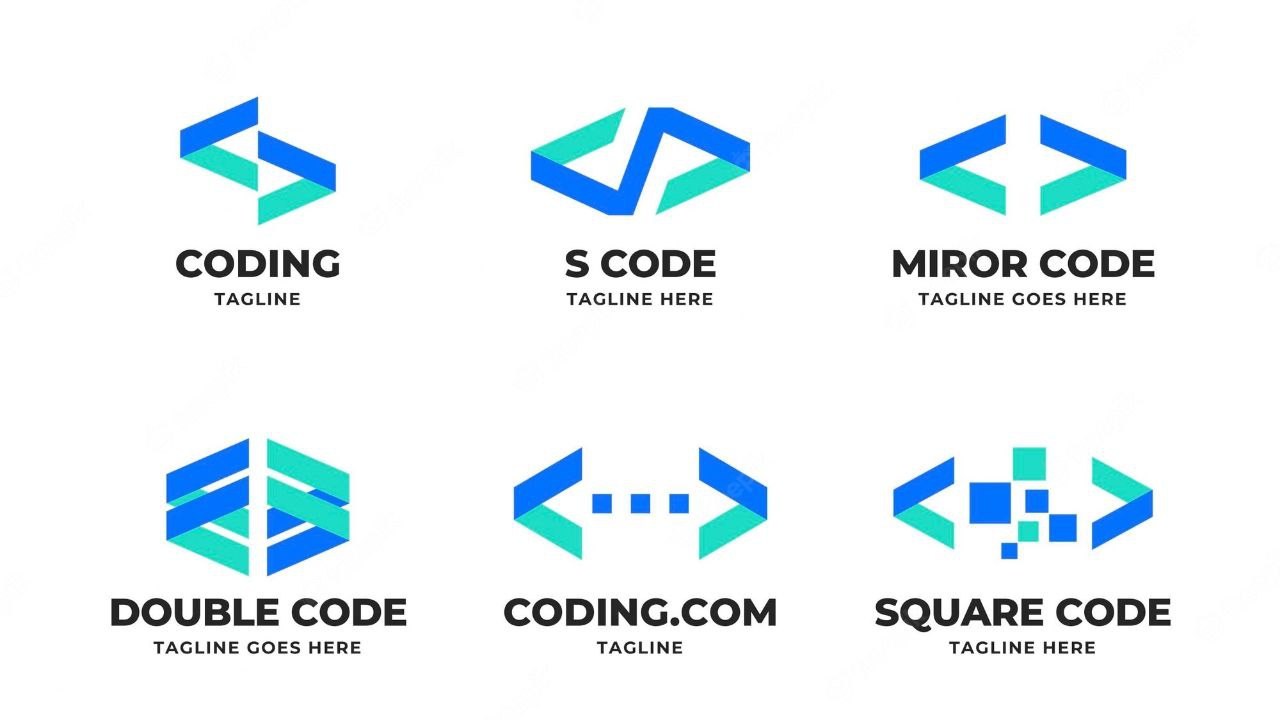 CODING
TAGLINE
S CODE
TAGLINE HERE
MIROR CODE
TAGLINE GOES HERE
DOUBLE CODE
TAGLINE GOES HERE
CODING.COM
TAGLINE
SQUARE CODE
TAGLINE HERE